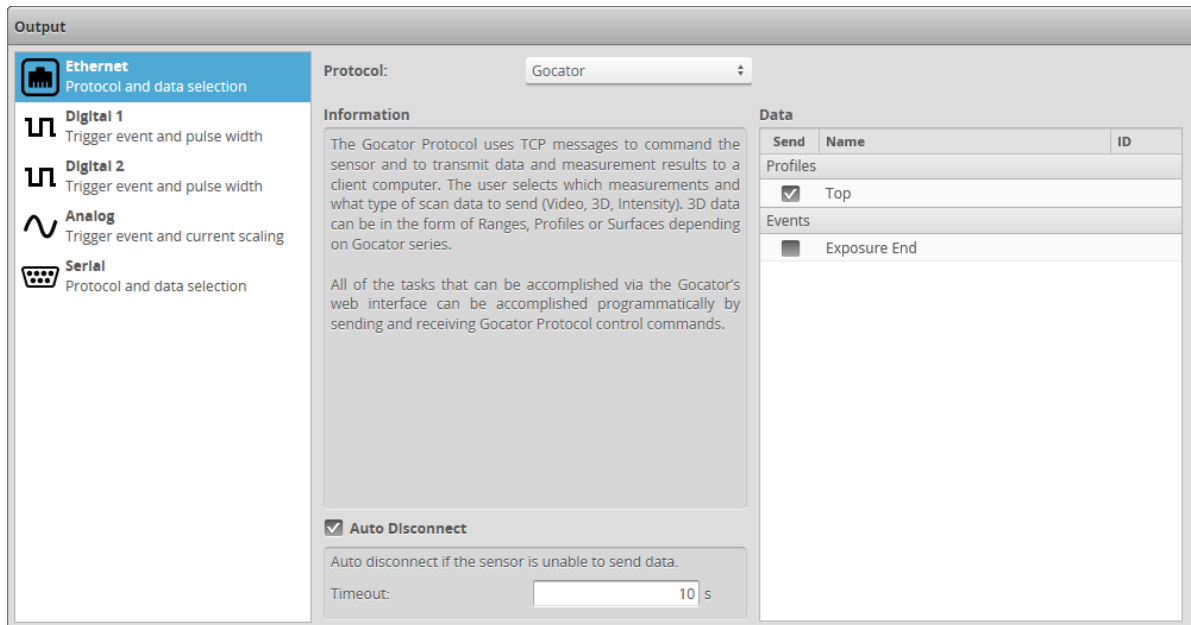 Output
Ethernet
Protocol and data selection
Digital 1
Trigger event and pulse width
Digital 2
Trigger event and pulse width
Analog
Trigger event and current scaling
Serial
Protocol and data selection
Protocol:
Gocator
Information
The Gocator Protocol uses TCP messages to command the
sensor and to transmit data and measurement results to a
client computer. The user selects which measurements and
what type of scan data to send (Video, 3D, Intensity). 3D data
can be in the form of Ranges, Profiles or Surfaces depending
on Gocator series.
All of the tasks that can be accomplished via the Gocator's
web interface can be accomplished programmatically by
sending and receiving Gocator Protocol control commands.
Auto Disconnect
Auto disconnect if the sensor is unable to send data.
Timeout: 10 s
Data
Send Name ID
Profiles
Top
Events
Exposure End